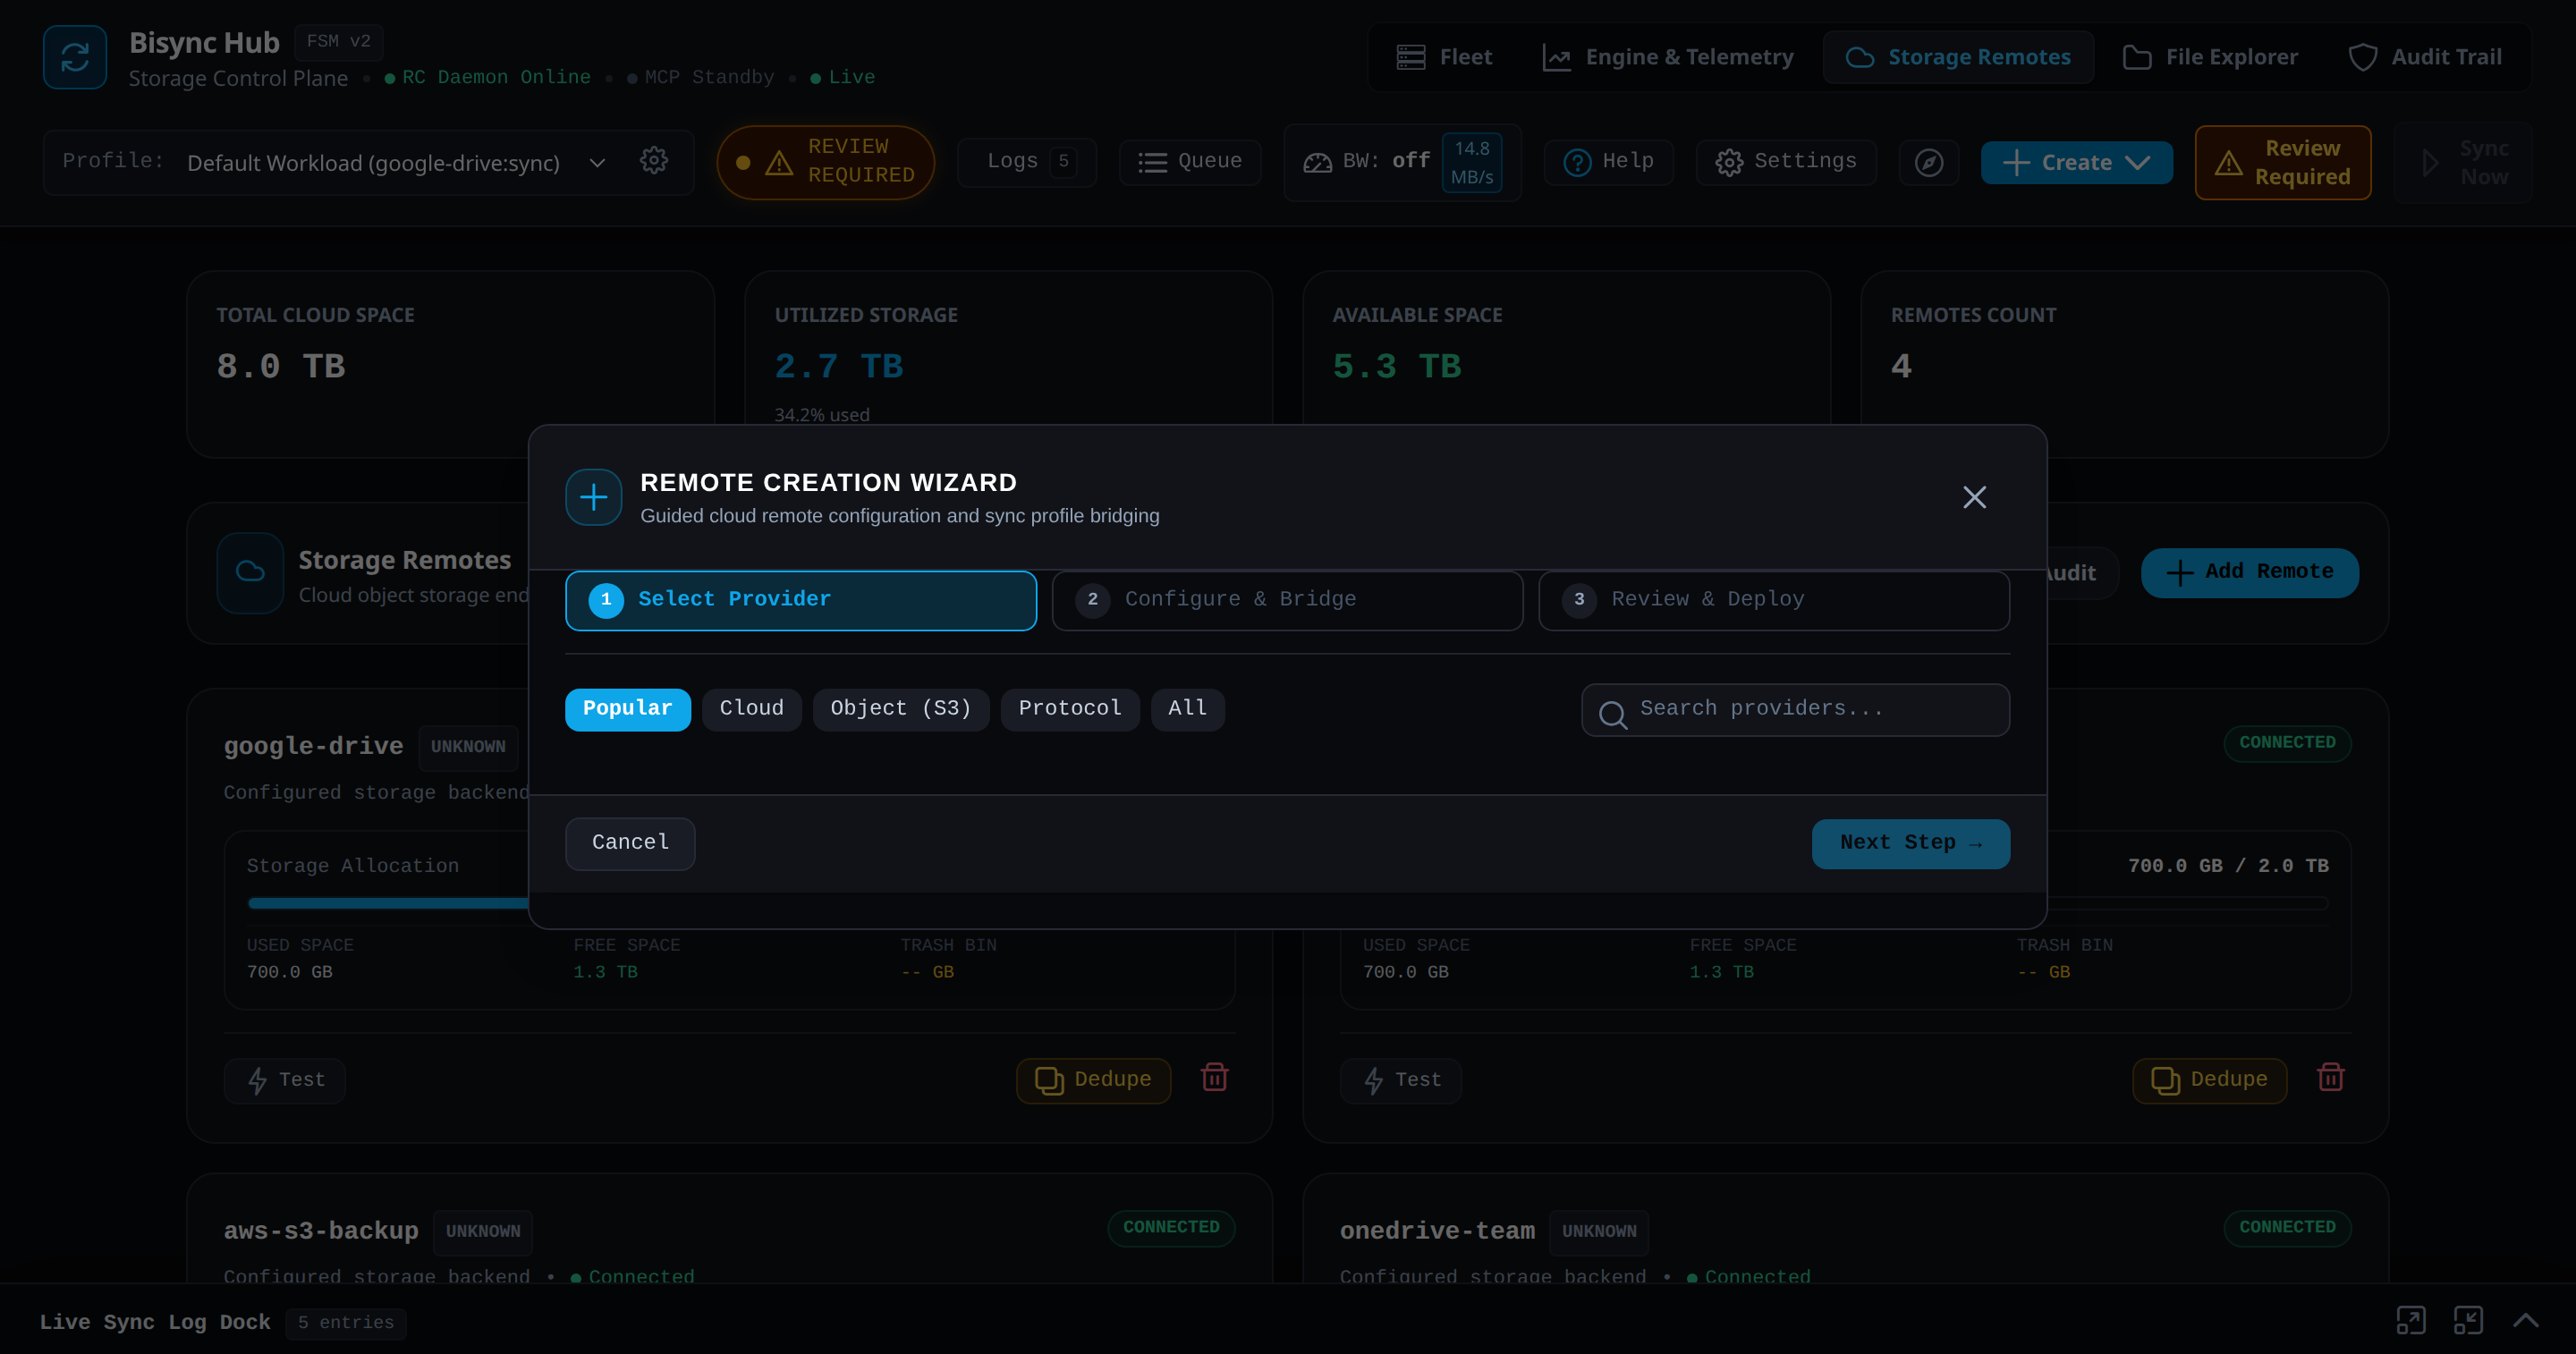 Bisync Hub FSM v2
Storage Control Plane • RC Daemon Online • MCP Standby • Live
Fleet Engine & Telemetry Storage Remotes File Explorer Audit Trail
Profile: Default Workload (google-drive:sync)
REVIEW
REQUIRED
Logs 5 Queue BW: off 14.8
MB/s
Help Settings Create
Review
Required
Sync
Now
TOTAL CLOUD SPACE
8.0 TB
UTILIZED STORAGE
2.7 TB
34.2% used
AVAILABLE SPACE
5.3 TB
REMOTES COUNT
4
Storage Remotes
Cloud object storage end
Audit Add Remote
REMOTE CREATION WIZARD
Guided cloud remote configuration and sync profile bridging
1 Select Provider 2 Configure & Bridge 3 Review & Deploy
Popular Cloud Object (S3) Protocol All Search providers...
Cancel Next Step →
google-drive UNKNOWN
Configured storage backend
Storage Allocation
USED SPACE FREE SPACE TRASH BIN
700.0 GB 1.3 TB -- GB
Test Dedupe
CONNECTED
700.0 GB / 2.0 TB
USED SPACE FREE SPACE TRASH BIN
700.0 GB 1.3 TB -- GB
Test Dedupe
aws-s3-backup UNKNOWN CONNECTED
Configured storage backend • Connected
onedrive-team UNKNOWN CONNECTED
Configured storage backend • Connected
Live Sync Log Dock 5 entries